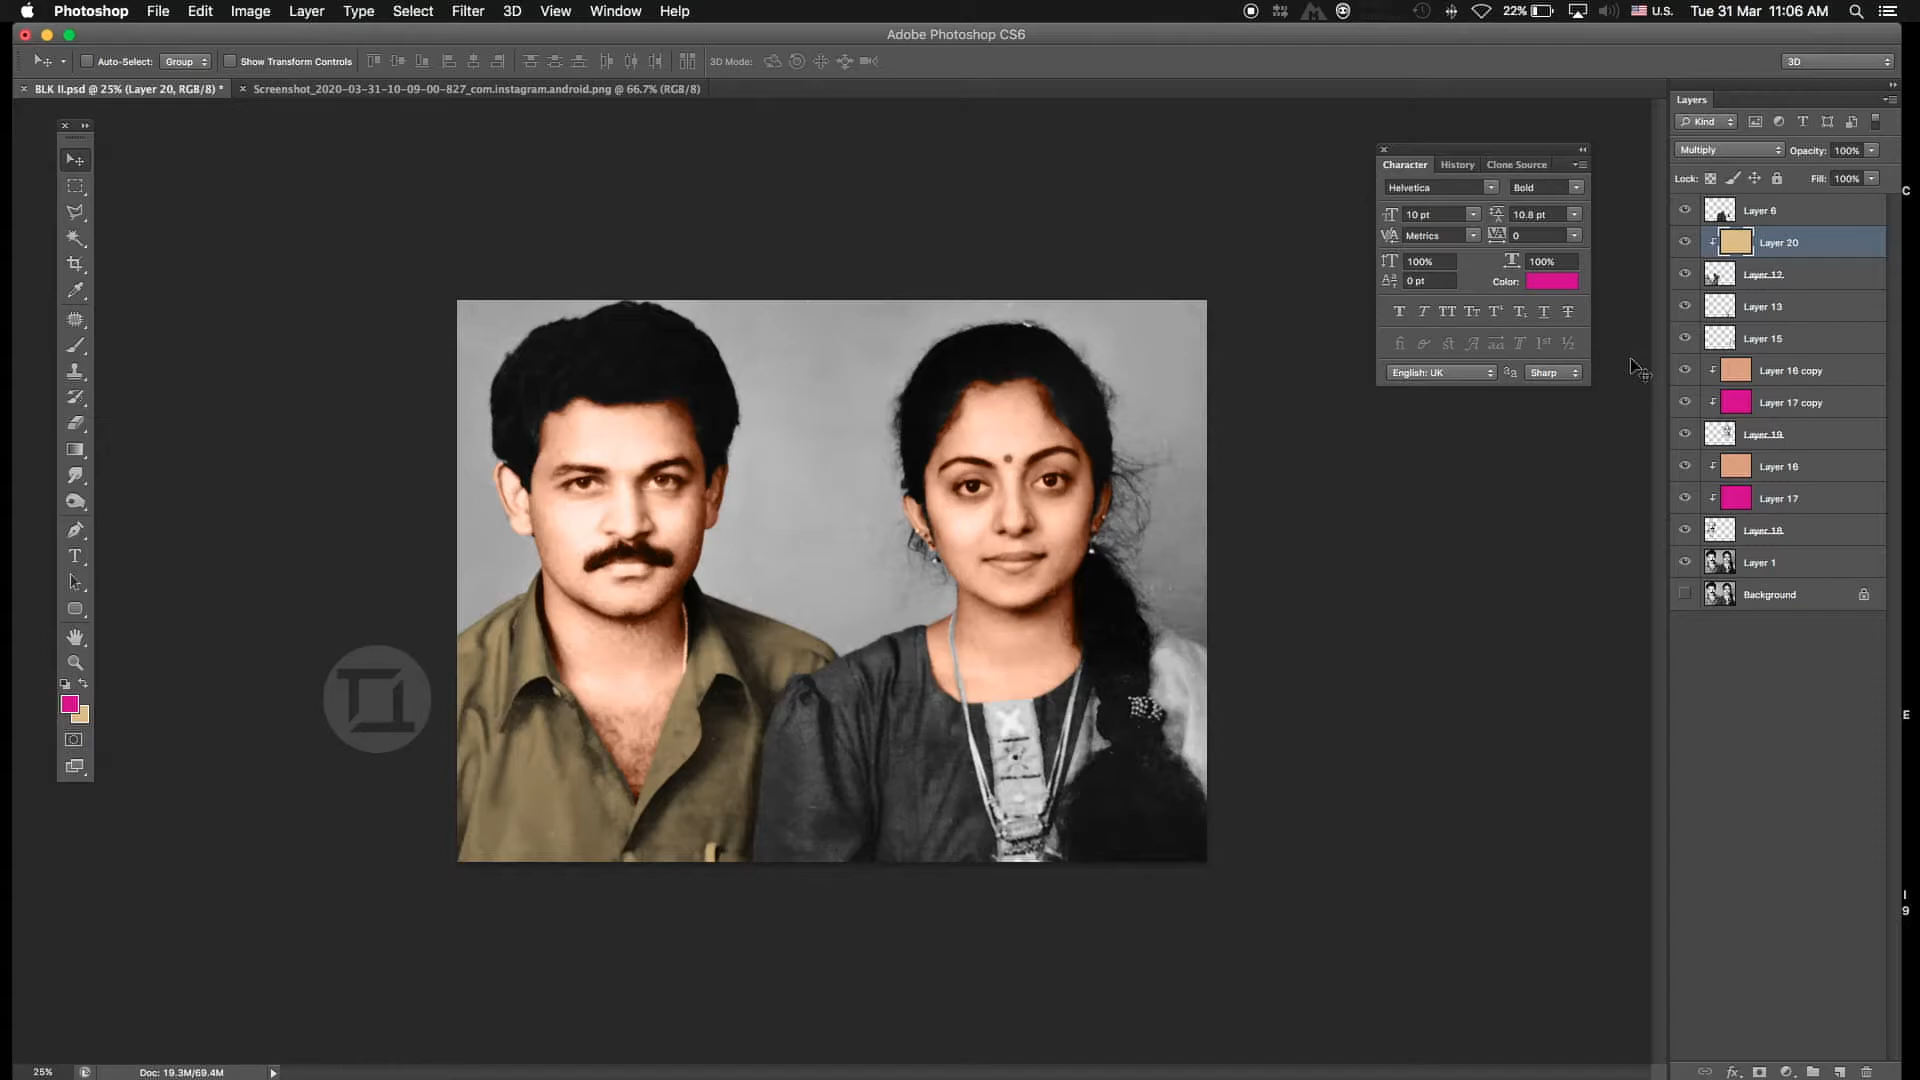 Photoshop File Edit Image Layer Type Select Filter 3D View Window Help 22% U.S. Tue 31 Mar 11:06 AM
Adobe Photoshop CS6
Auto-Select: Group Show Transform Controls 3D Mode: 3D
BLK II.psd @ 25% (Layer 20, RGB/8) * Screenshot_2020-03-31-10-09-00-827_com.instagram.android.png @ 66.7% (RGB/8)
Layers
Kind
Multiply Opacity: 100%
Lock: Fill: 100%
Layer 6
Layer 20
Layer 12
Layer 13
Layer 15
Layer 16 copy
Layer 17 copy
Layer 19
Layer 16
Layer 17
Layer 18
Layer 1
Background
Character History Clone Source
Helvetica Bold
10 pt 10.8 pt
Metrics 0
100% 100%
0 pt Color:
English: UK Sharp
C
E
I
9
25% Doc: 19.3M/69.4M